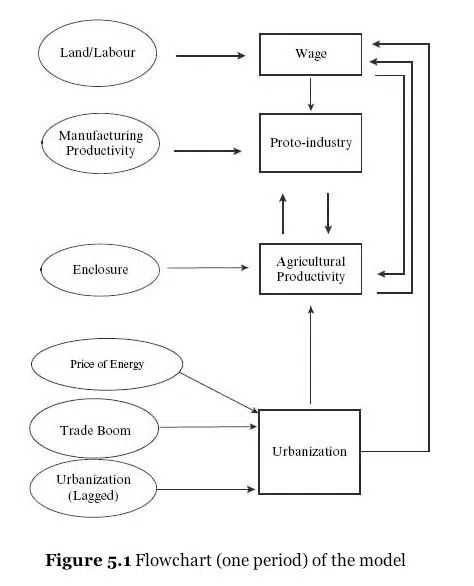 Land/Labour
Wage
Manufacturing
Productivity
Proto-industry
Enclosure
Agricultural
Productivity
Price of Energy
Trade Boom
Urbanization
(Lagged)
Urbanization
Figure 5.1 Flowchart (one period) of the model